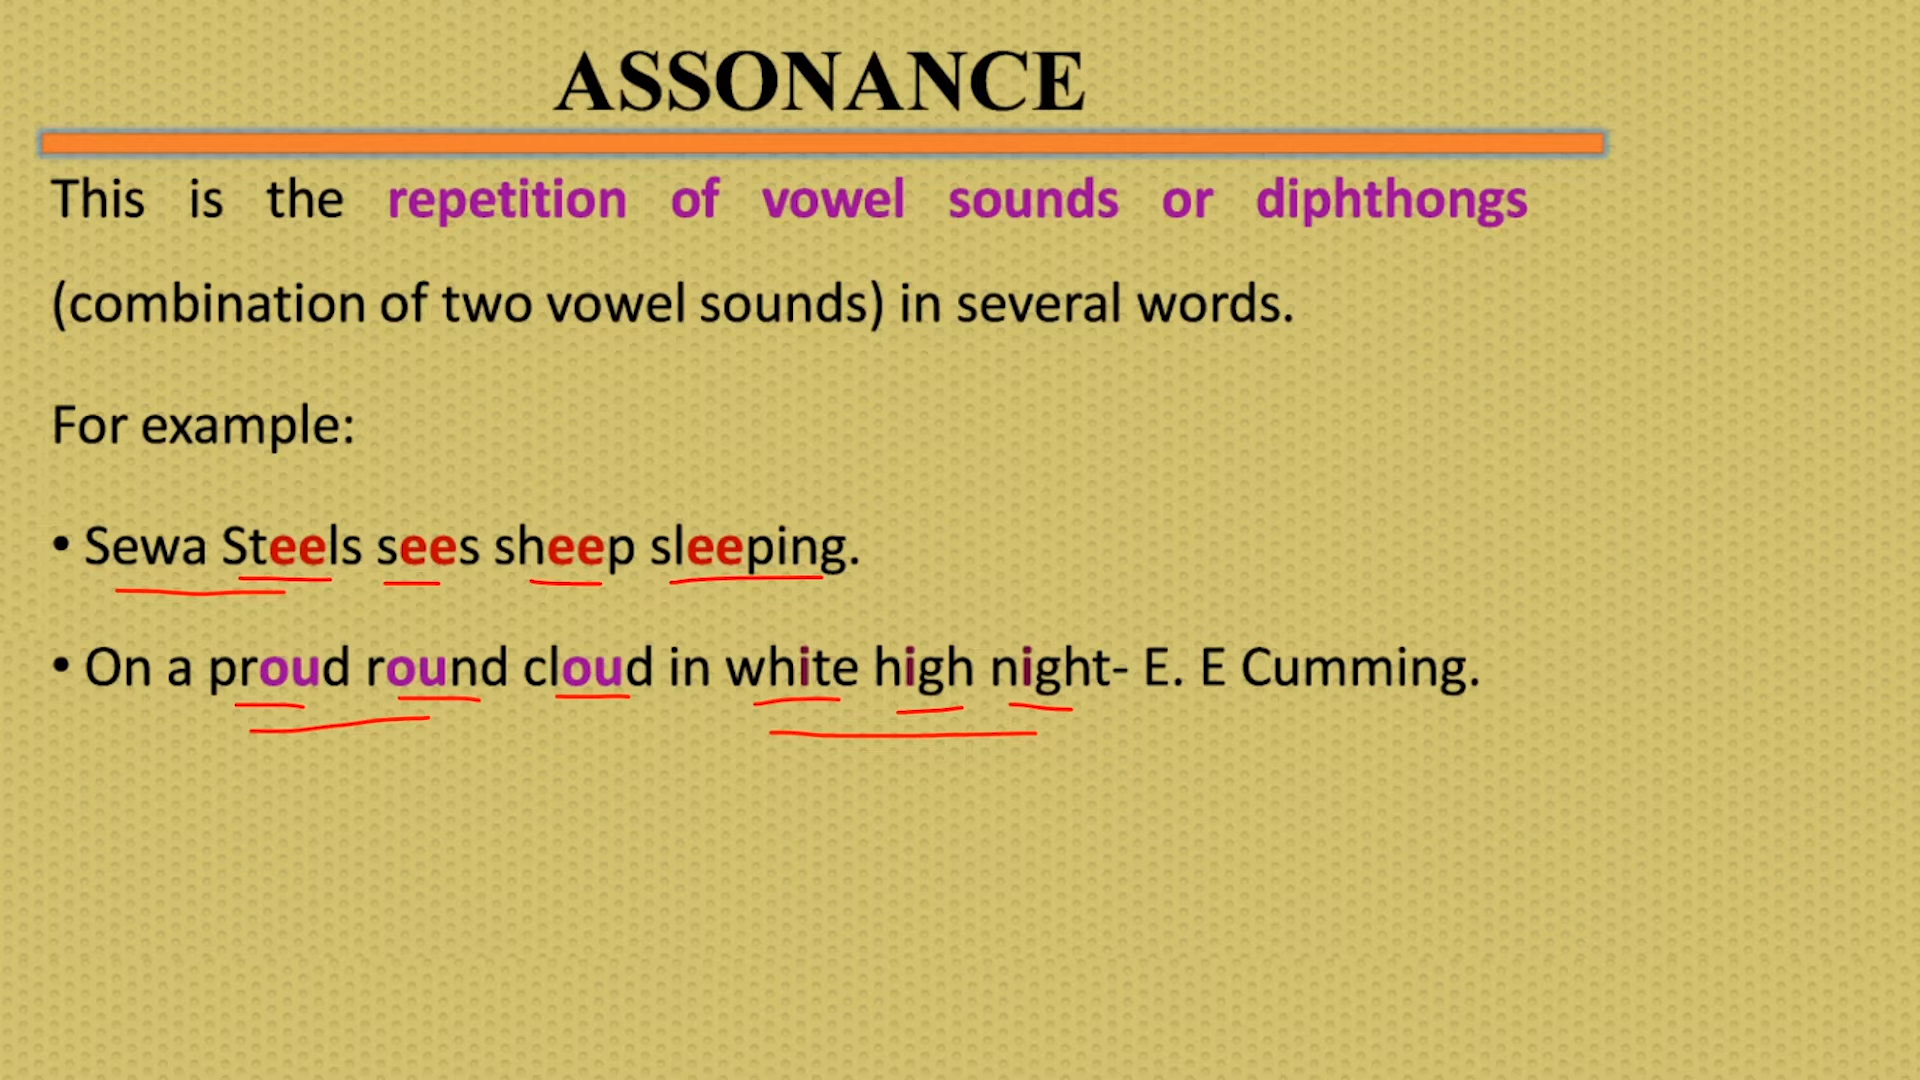 ASSONANCE
This is the repetition of vowel sounds or diphthongs
(combination of two vowel sounds) in several words.
For example:
• Sewa Steels sees sheep sleeping.
• On a proud round cloud in white high night- E. E Cumming.